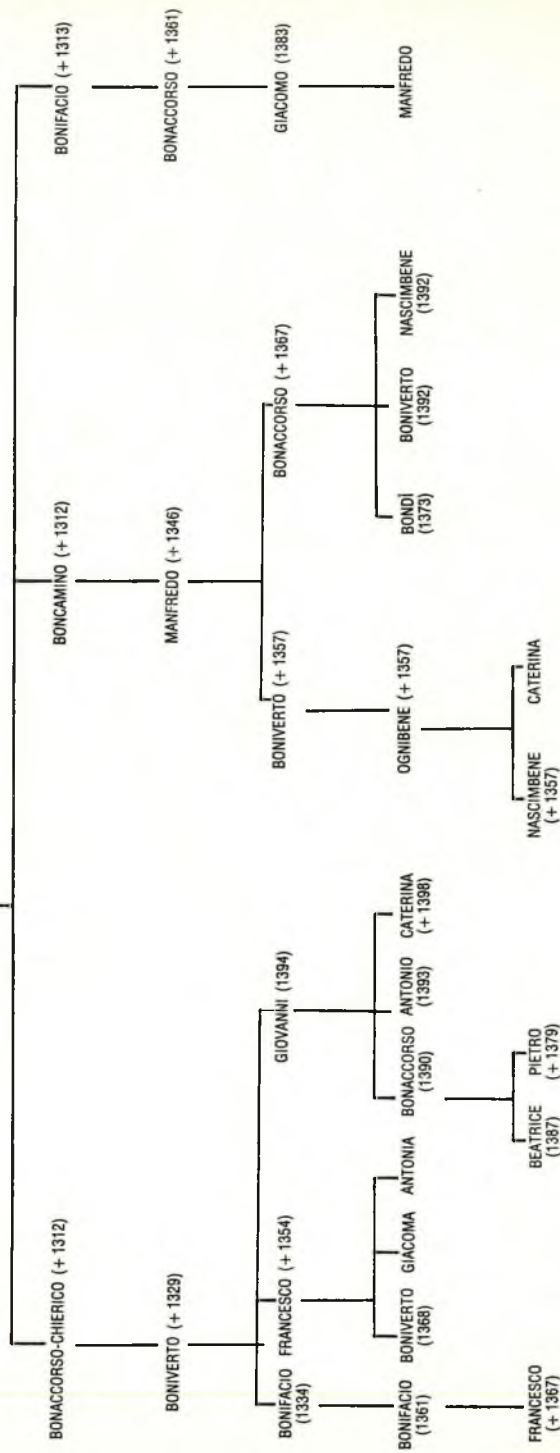 BONACCORSO-CHIERICO (+ 1312)
BONCAMINO (+ 1312)
BONIFACIO (+ 1313)
BONIVERTO (+ 1329)
MANFREDO (+ 1346)
BONACCORSO (+ 1361)
BONIFACIO
(1334)
FRANCESCO (+ 1354)
GIOVANNI (1394)
BONIVERTO (+ 1357)
BONACCORSO (+ 1367)
GIACOMO (1383)
BONIFACIO
(1361)
BONIVERTO
(1368)
GIACOMA
ANTONIA
BONACCORSO
(1390)
ANTONIO
(1393)
CATERINA
(+ 1398)
OGNIBENE (+ 1357)
BONDÌ
(1373)
BONIVERTO
(1392)
NASCIMBENE
(1392)
MANFREDO
FRANCESCO
(+ 1367)
BEATRICE
(1387)
PIETRO
(+ 1379)
NASCIMBENE
(+ 1357)
CATERINA